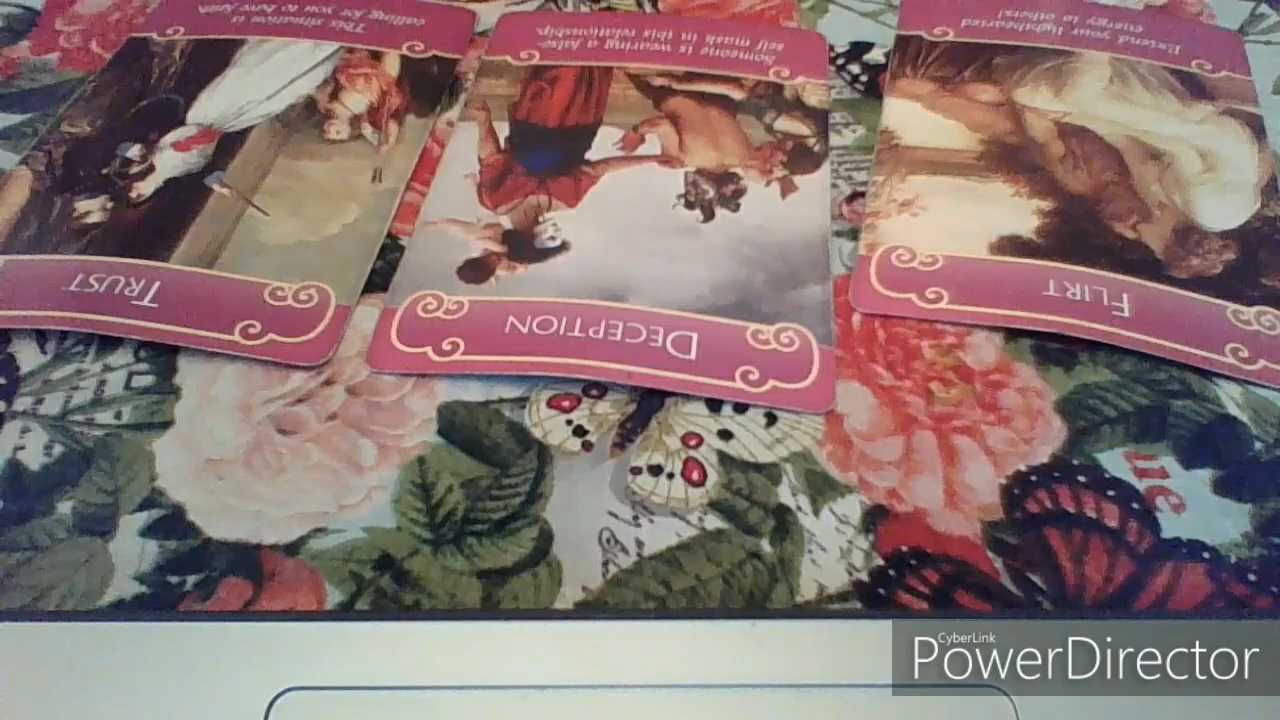 This situation is
calling for you to have faith
TRUST
Someone is wearing a false-
self mask in this relationship.
DECEPTION
Extend your lighthearted
energy to others!
FLIRT
ue
CyberLink
PowerDirector